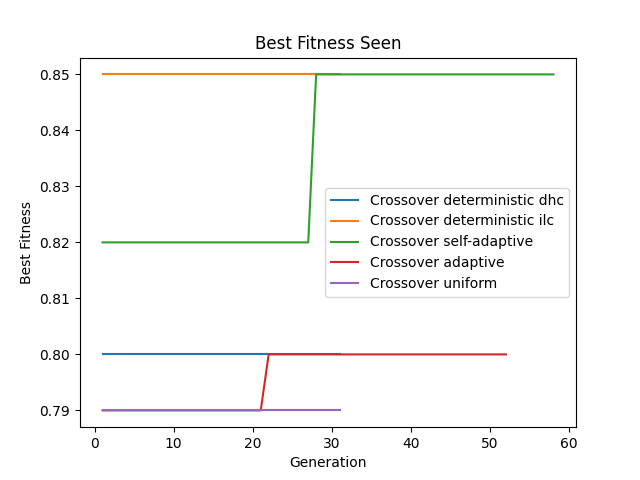 Best Fitness Seen
Best Fitness
0.85
0.84
0.83
0.82
0.81
0.80
0.79
Crossover deterministic dhc
Crossover deterministic ilc
Crossover self-adaptive
Crossover adaptive
Crossover uniform
0
10
20
30
40
50
60
Generation